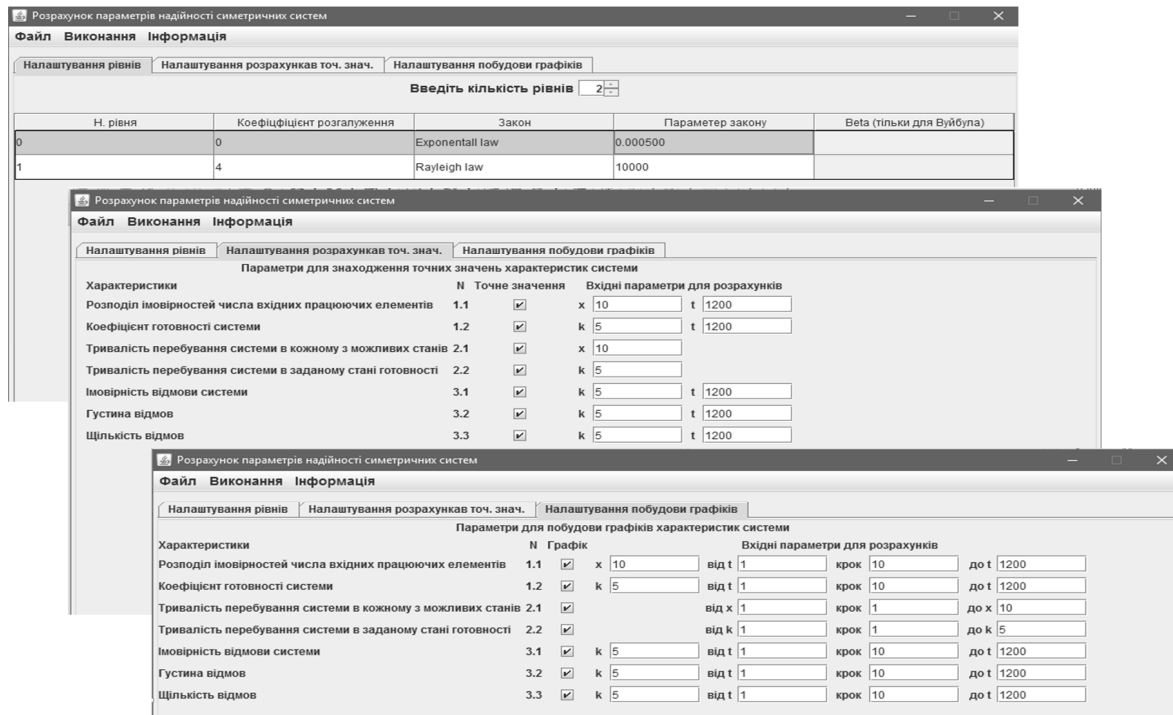 Розрахунок параметрів надійності симетричних систем
Файл Виконання Інформація
Налаштування рівнів Налаштування розрахункав точ. знач. Налаштування побудови графіків
Введіть кількість рівнів 2
Н. рівня Коефіцфіцієнт розгалуження Закон Параметер закону Beta (тільки для Вуйбула)
0 0 Exponentall law 0.000500
1 4 Rayleigh law 10000
Розрахунок параметрів надійності симетричних систем
Файл Виконання Інформація
Налаштування рівнів Налаштування розрахункав точ. знач. Налаштування побудови графіків
Параметри для знаходження точних значень характеристик системи
Характеристики N Точне значення Вхідні параметри для розрахунків
Розподіл імовірностей числа вхідних працюючих елементів 1.1 x 10 t 1200
Коефіцієнт готовності системи 1.2 k 5 t 1200
Тривалість перебування системи в кожному з можливих станів 2.1 x 10
Тривалість перебування системи в заданому стані готовності 2.2 k 5
Імовірність відмови системи 3.1 k 5 t 1200
Густина відмов 3.2 k 5 t 1200
Щількість відмов 3.3 k 5 t 1200
Розрахунок параметрів надійності симетричних систем
Файл Виконання Інформація
Налаштування рівнів Налаштування розрахункав точ. знач. Налаштування побудови графіків
Параметри для побудови графіків характеристик системи
Характеристики N Графік Вхідні параметри для розрахунків
Розподіл імовірностей числа вхідних працюючих елементів 1.1 x 10 від t 1 крок 10 до t 1200
Коефіцієнт готовності системи 1.2 k 5 від t 1 крок 10 до t 1200
Тривалість перебування системи в кожному з можливих станів 2.1 від x 1 крок 1 до x 10
Тривалість перебування системи в заданому стані готовності 2.2 від k 1 крок 1 до k 5
Імовірність відмови системи 3.1 k 5 від t 1 крок 10 до t 1200
Густина відмов 3.2 k 5 від t 1 крок 10 до t 1200
Щількість відмов 3.3 k 5 від t 1 крок 10 до t 1200